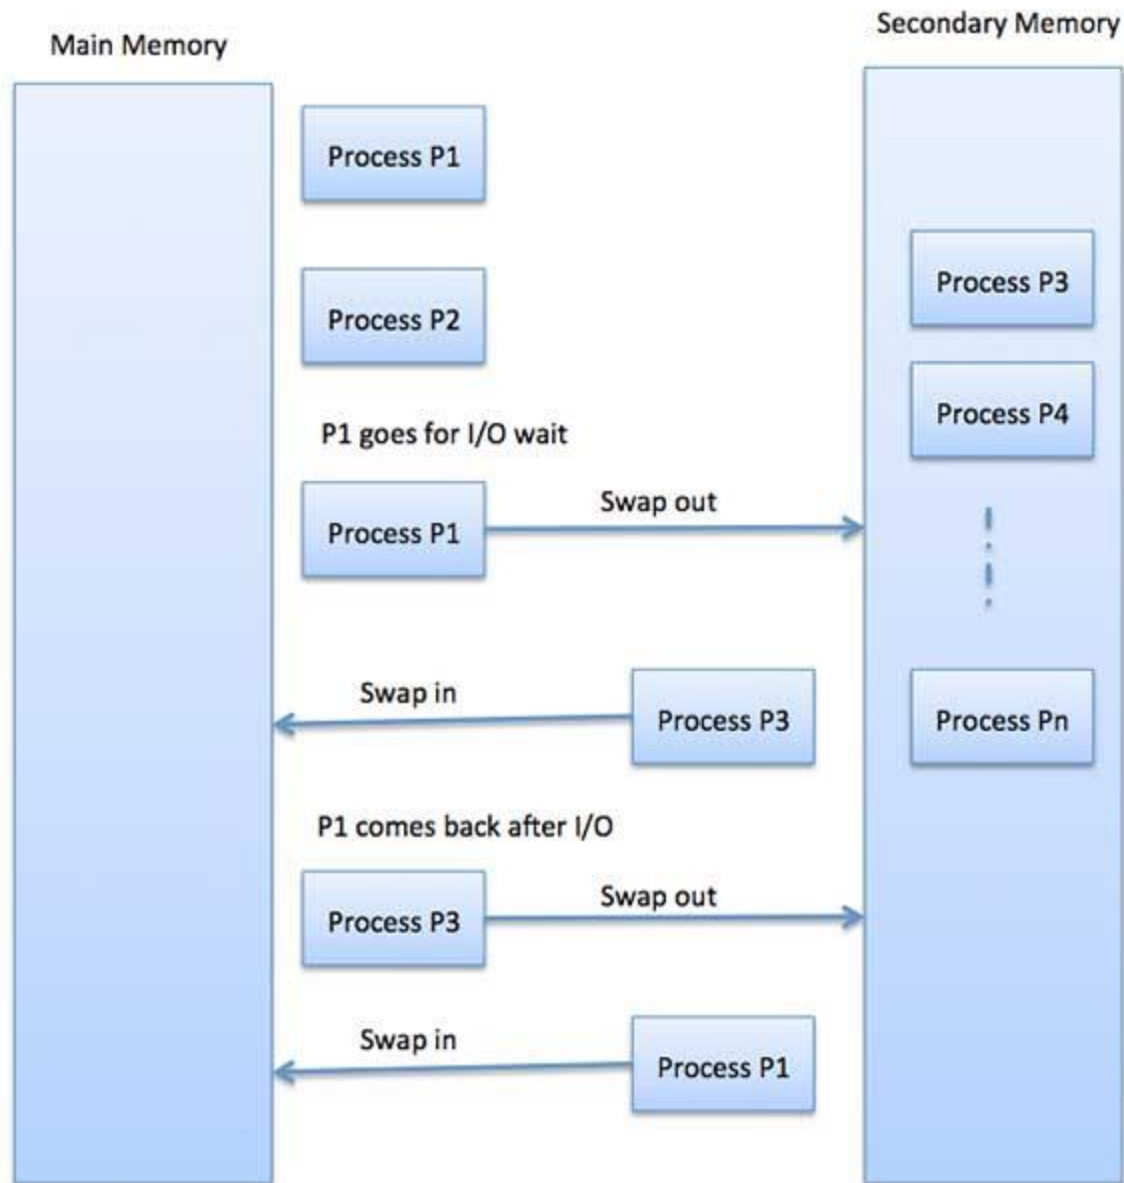 Main Memory
Secondary Memory
Process P1
Process P3
Process P2
Process P4
P1 goes for I/O wait
Process P1
Swap out
Swap in
Process P3
Process Pn
P1 comes back after I/O
Process P3
Swap out
Swap in
Process P1